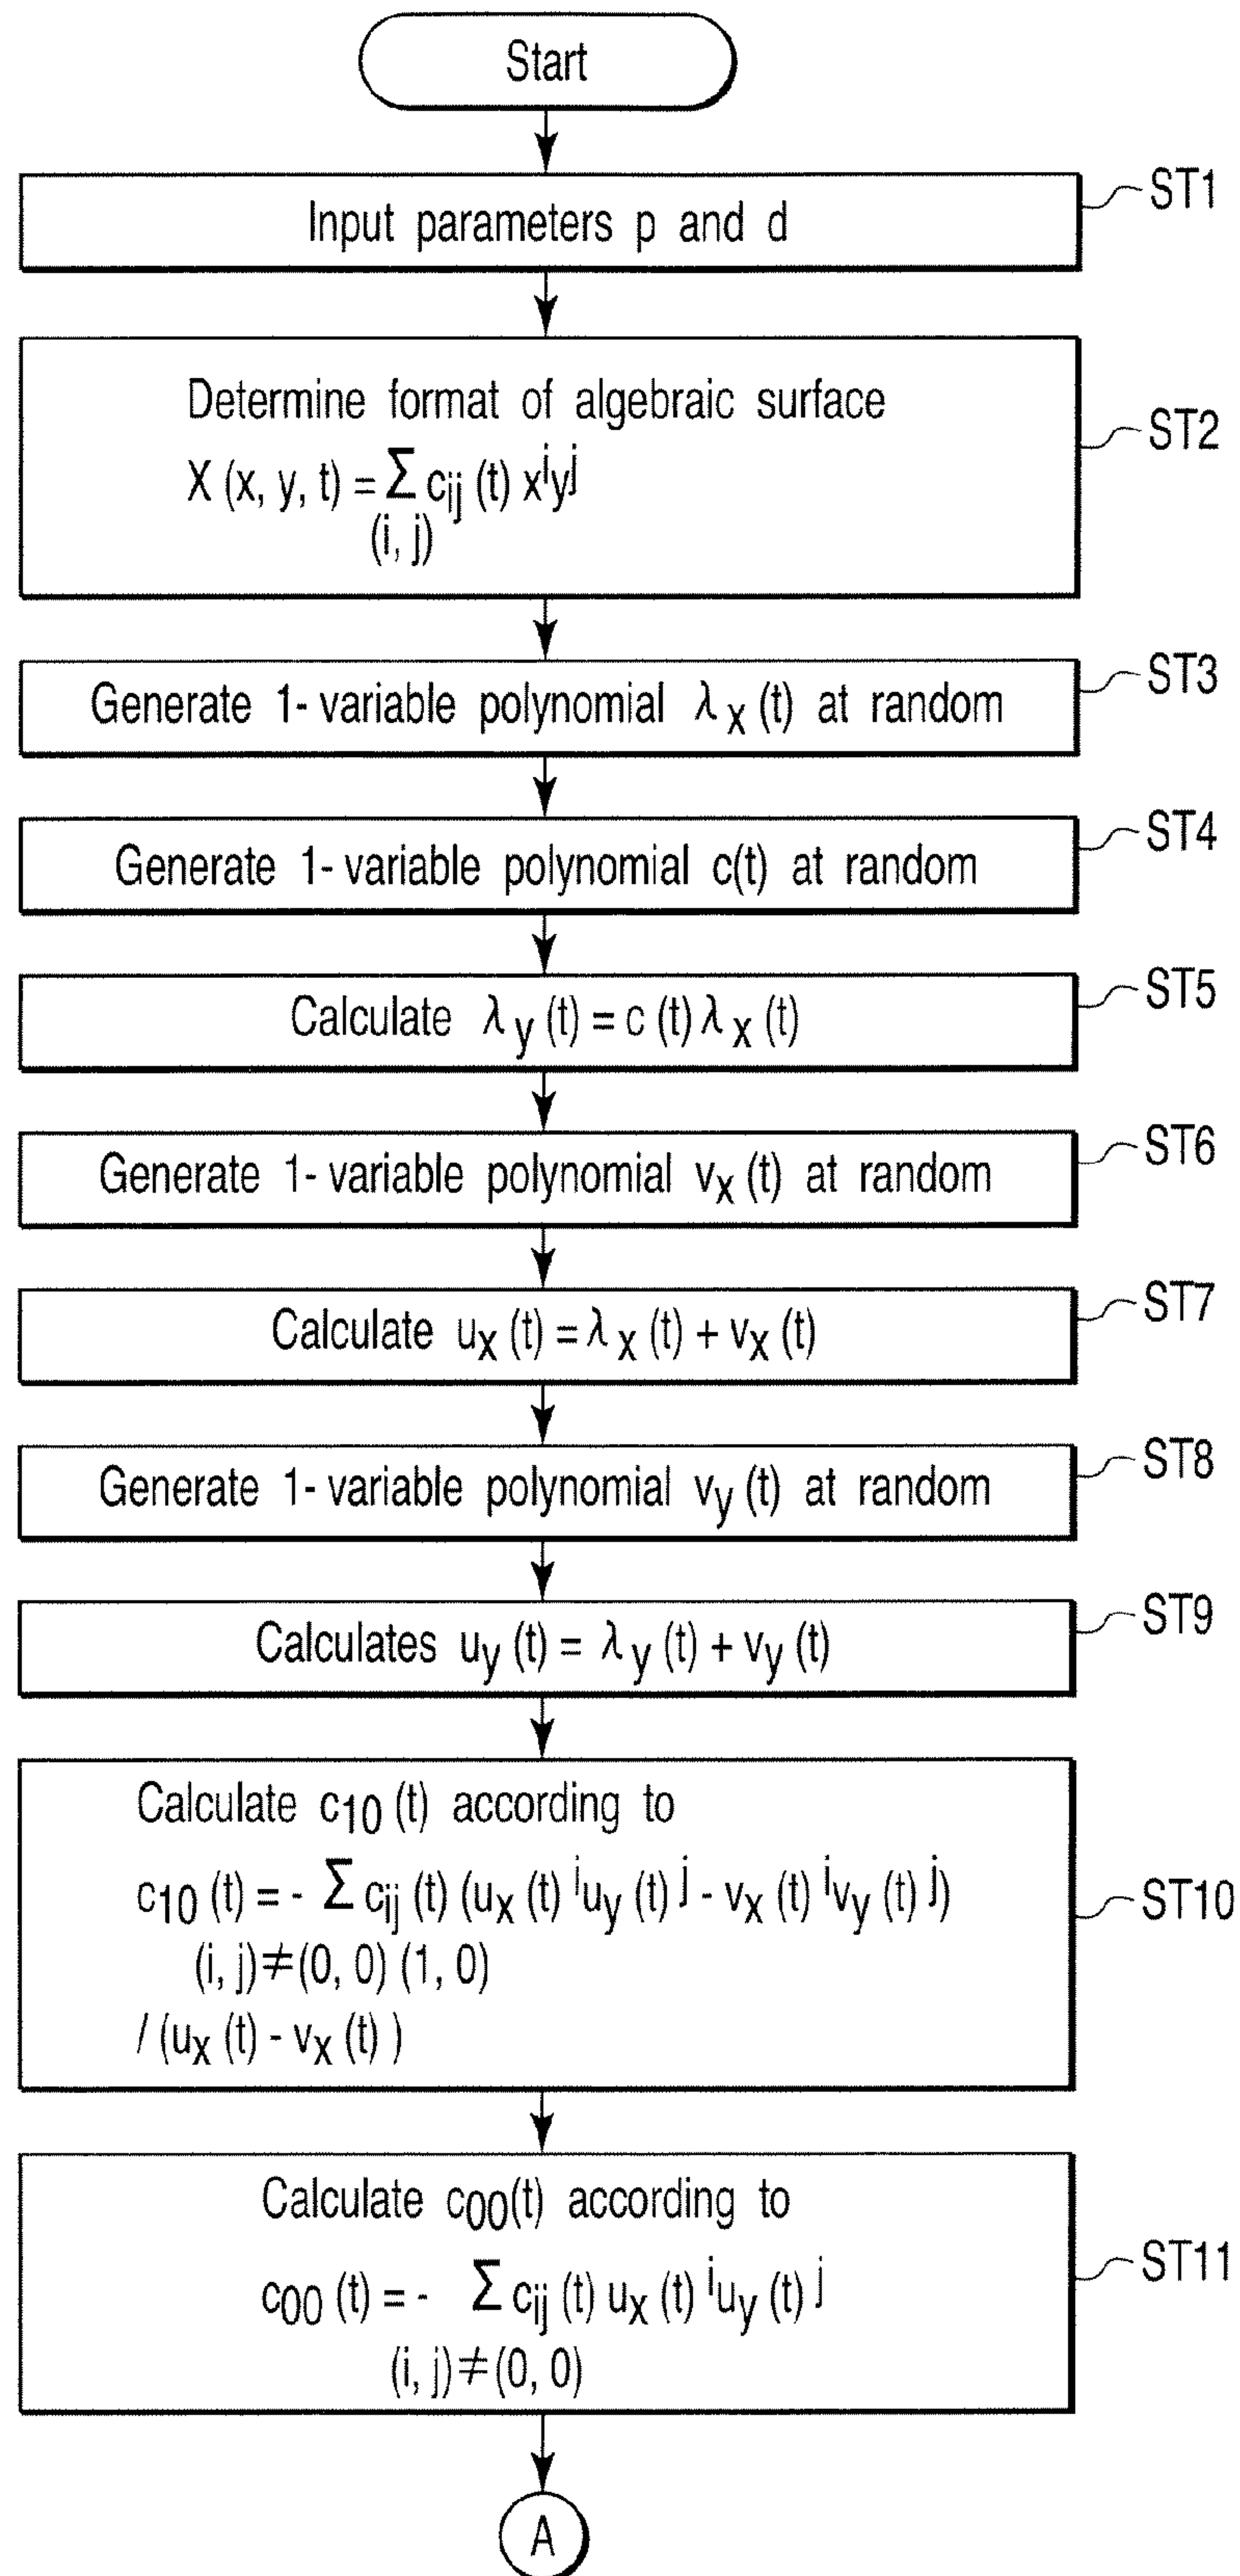 Start
Input parameters p and d
ST1
Determine format of algebraic surface
X (x, y, t) = Σ cij (t) x^i y^j
(i, j)
ST2
Generate 1-variable polynomial λx (t) at random
ST3
Generate 1-variable polynomial c(t) at random
ST4
Calculate λy (t) = c (t) λx (t)
ST5
Generate 1-variable polynomial vx (t) at random
ST6
Calculate ux (t) = λx (t) + vx (t)
ST7
Generate 1-variable polynomial vy (t) at random
ST8
Calculates uy (t) = λy (t) + vy (t)
ST9
Calculate c10 (t) according to
c10 (t) = - Σ cij (t) (ux (t)^i uy (t)^j - vx (t)^i vy (t)^j)
(i, j)≠(0, 0) (1, 0)
/ (ux (t) - vx (t) )
ST10
Calculate c00(t) according to
c00 (t) = - Σ cij (t) ux (t)^i uy (t)^j
(i, j)≠(0, 0)
ST11
A